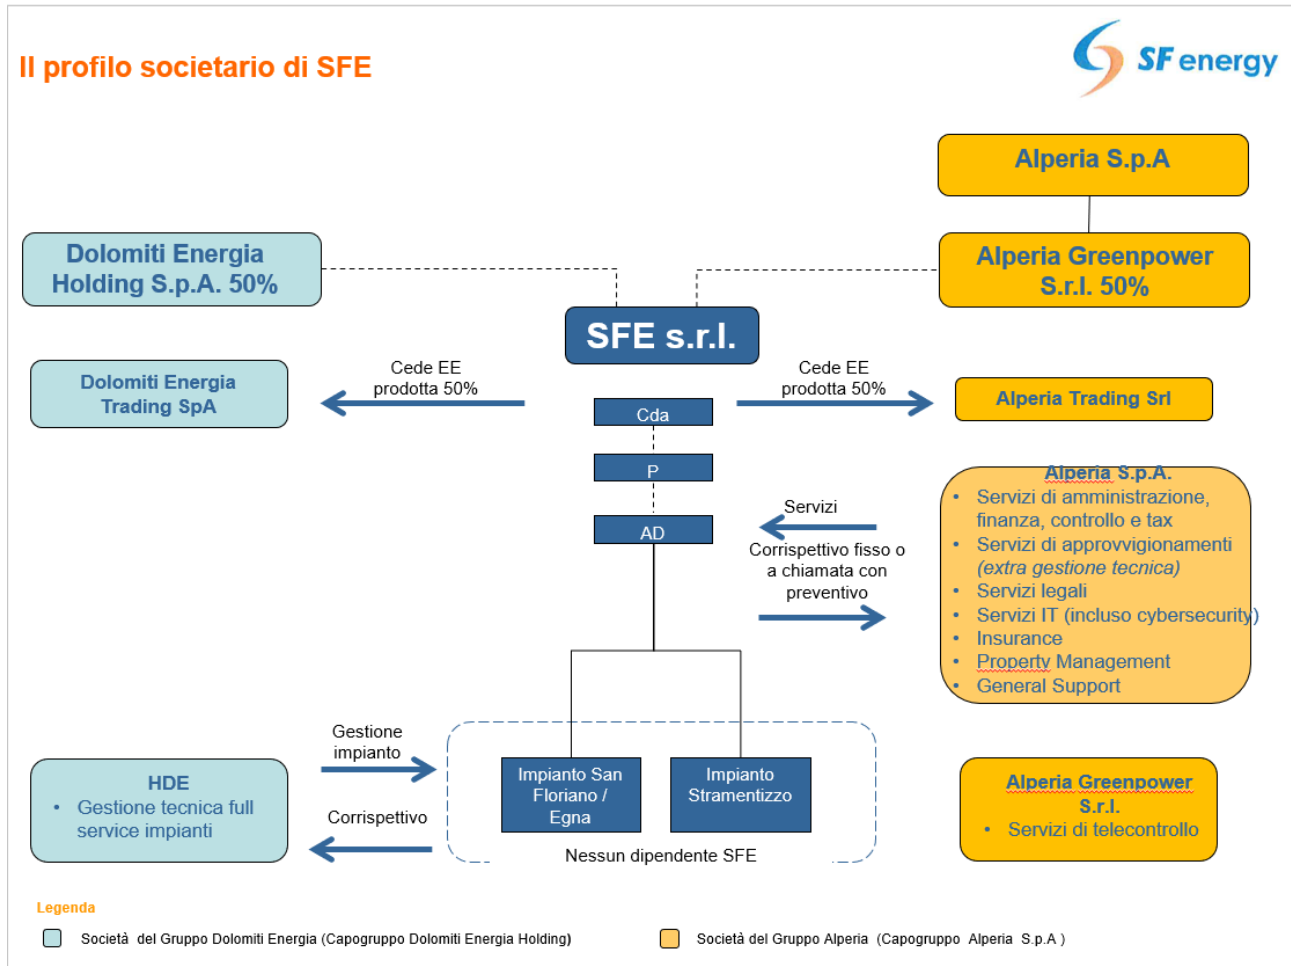 Il profilo societario di SFE
SF energy
Alperia S.p.A
Dolomiti Energia
Holding S.p.A. 50%
Alperia Greenpower
S.r.l. 50%
SFE s.r.l.
Cede EE
prodotta 50%
Cede EE
prodotta 50%
Dolomiti Energia
Trading SpA
Alperia Trading Srl
Cda
P
AD
Servizi
Corrispettivo fisso o
a chiamata con
preventivo
Alperia S.p.A.
• Servizi di amministrazione,
finanza, controllo e tax
• Servizi di approvvigionamenti
(extra gestione tecnica)
• Servizi legali
• Servizi IT (incluso cybersecurity)
• Insurance
• Property Management
• General Support
Gestione
impianto
Corrispettivo
HDE
• Gestione tecnica full
service impianti
Impianto San
Floriano /
Egna
Impianto
Stramentizzo
Nessun dipendente SFE
Alperia Greenpower
S.r.l.
• Servizi di telecontrollo
Legenda
Società del Gruppo Dolomiti Energia (Capogruppo Dolomiti Energia Holding)
Società del Gruppo Alperia (Capogruppo Alperia S.p.A )